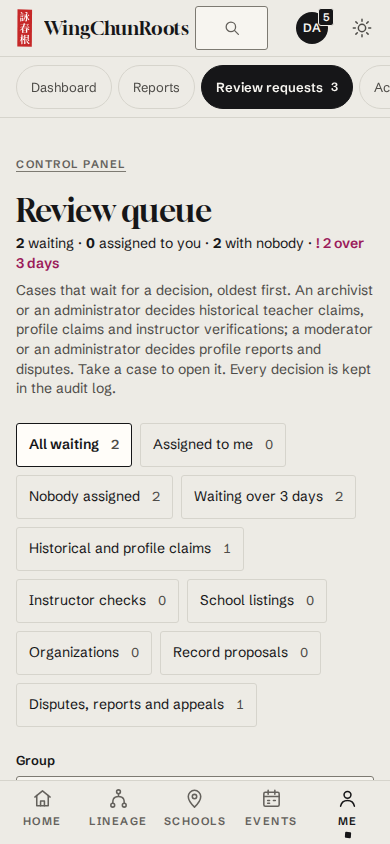 詠春根
WingChunRoots
DA
5
Dashboard
Reports
Review requests 3
Ac
CONTROL PANEL
Review queue
2 waiting · 0 assigned to you · 2 with nobody · ! 2 over
3 days
Cases that wait for a decision, oldest first. An archivist
or an administrator decides historical teacher claims,
profile claims and instructor verifications; a moderator
or an administrator decides profile reports and
disputes. Take a case to open it. Every decision is kept
in the audit log.
All waiting 2
Assigned to me 0
Nobody assigned 2
Waiting over 3 days 2
Historical and profile claims 1
Instructor checks 0
School listings 0
Organizations 0
Record proposals 0
Disputes, reports and appeals 1
Group
HOME
LINEAGE
SCHOOLS
EVENTS
ME